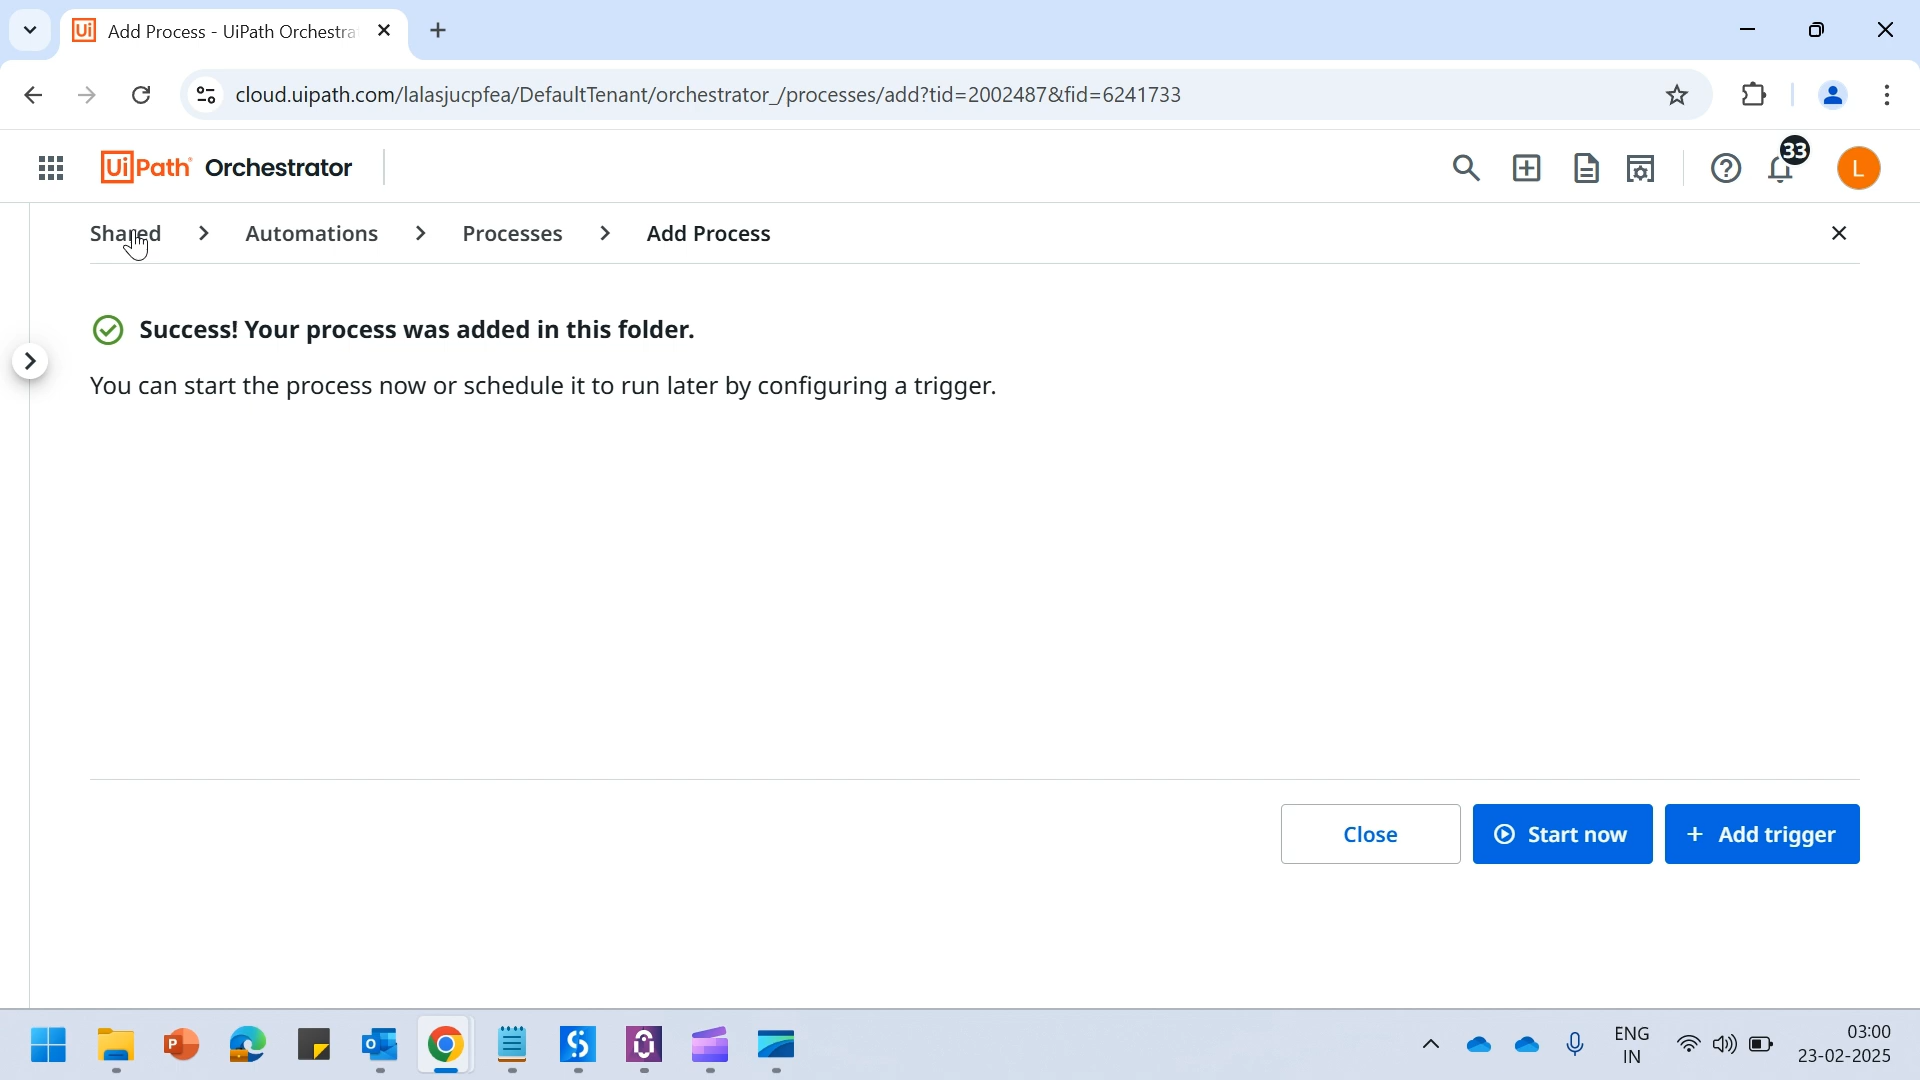 Add Process - UiPath Orchestra
cloud.uipath.com/lalasjucpfea/DefaultTenant/orchestrator_/processes/add?tid=2002487&fid=6241733
UiPath Orchestrator
33
L
Shared > Automations > Processes > Add Process
Success! Your process was added in this folder.
You can start the process now or schedule it to run later by configuring a trigger.
Close
Start now
+ Add trigger
ENG
IN
03:00
23-02-2025